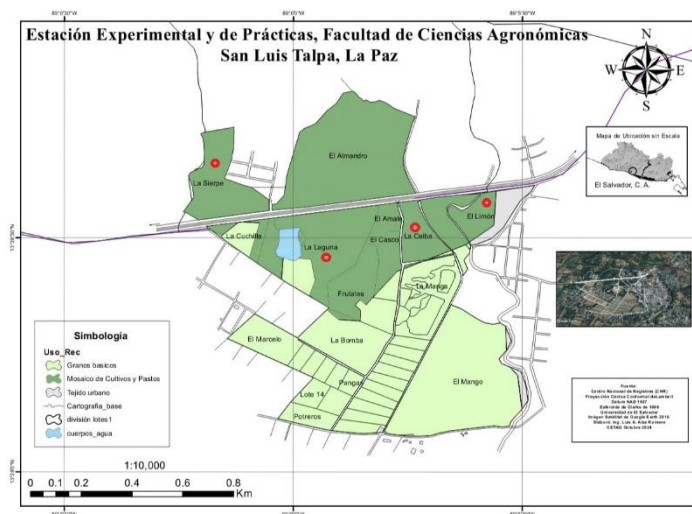 Estación Experimental y de Prácticas, Facultad de Ciencias Agronómicas
San Luis Talpa, La Paz
N
W E
S
Mapa de Ubicación sin Escala
El Salvador, C. A.
El Almendro
La Sierpe
El Limón
El Amate
La Ceiba
La Cuchilla
La Laguna
El Casco
La Manga
Frutales
El Marcelo
La Bomba
El Mango
Pangas
Lote 14
Potreros
Simbología
Uso_Rec
Granos basicos
Mosaico de Cultivos y Pastos
Tejido urbano
Cartografia_base
división lotes1
cuerpos_agua
Fuente:
Centro Nacional de Registros (CNR)
Universidad de El Salvador
1:10,000
0 0.1 0.2 0.4 0.6 0.8
Km